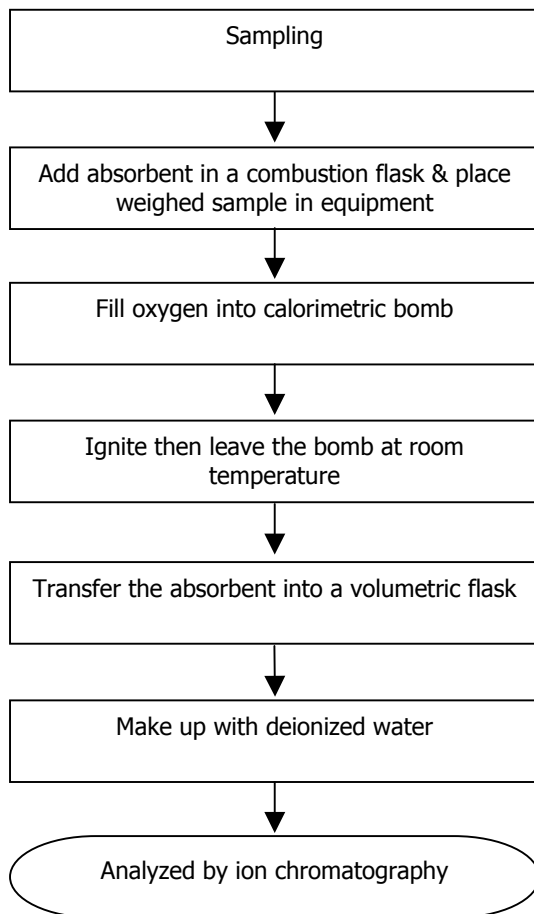 Sampling
Add absorbent in a combustion flask & place
weighed sample in equipment
Fill oxygen into calorimetric bomb
Ignite then leave the bomb at room
temperature
Transfer the absorbent into a volumetric flask
Make up with deionized water
Analyzed by ion chromatography